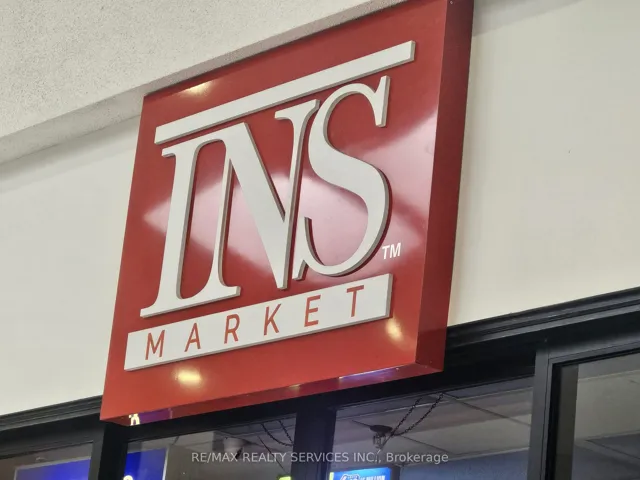 INS
TM
MARKET
RE/MAX REALTY SERVICES INC., Brokerage